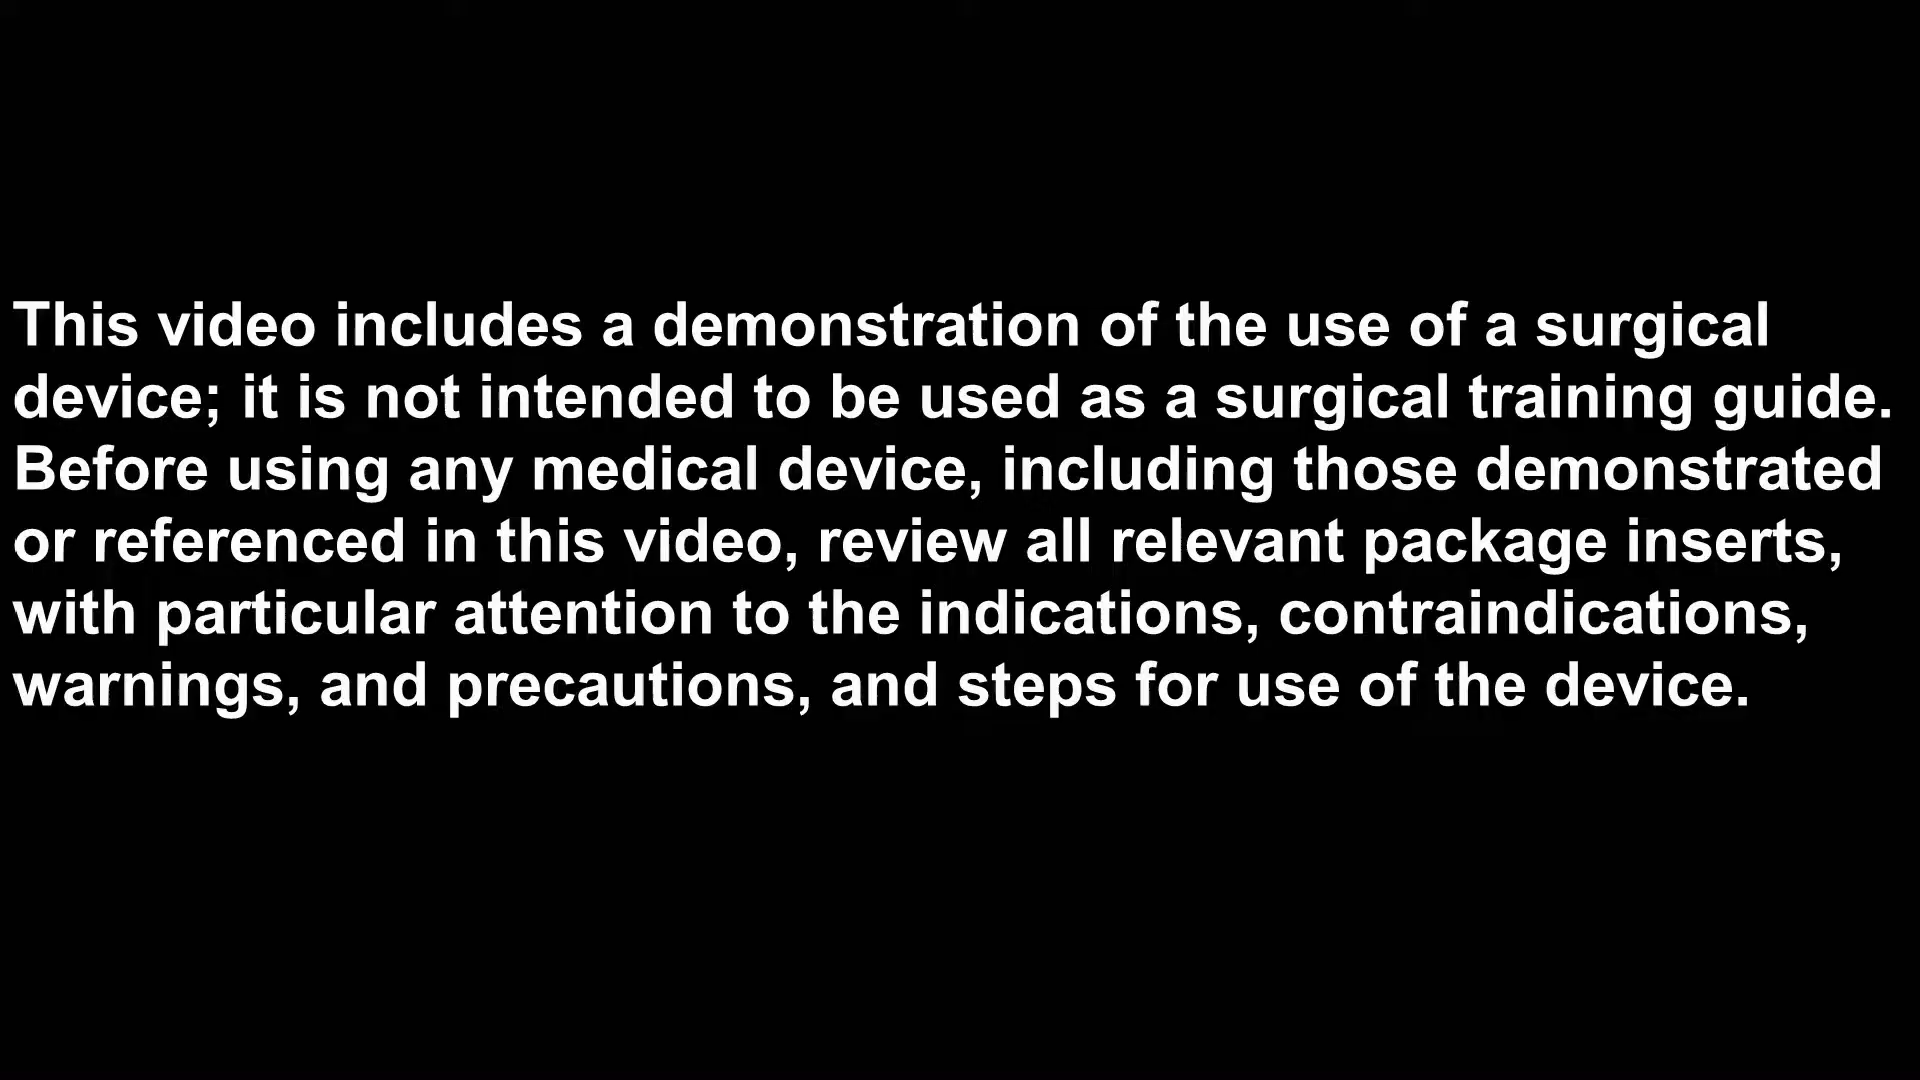 This video includes a demonstration of the use of a surgical
device; it is not intended to be used as a surgical training guide.
Before using any medical device, including those demonstrated
or referenced in this video, review all relevant package inserts,
with particular attention to the indications, contraindications,
warnings, and precautions, and steps for use of the device.